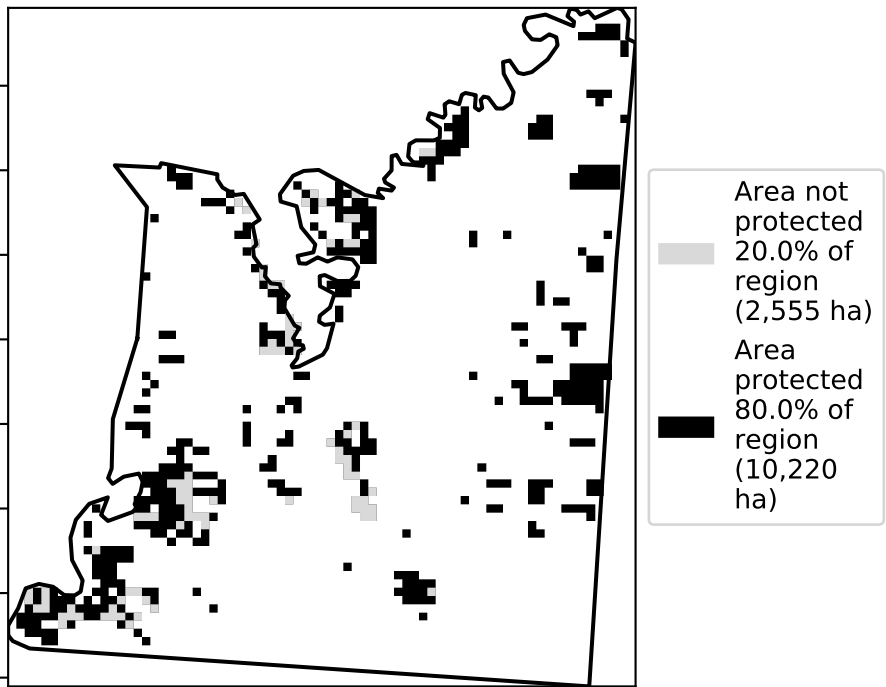 Area not
protected
20.0% of
region
(2,555 ha)
Area
protected
80.0% of
region
(10,220
ha)